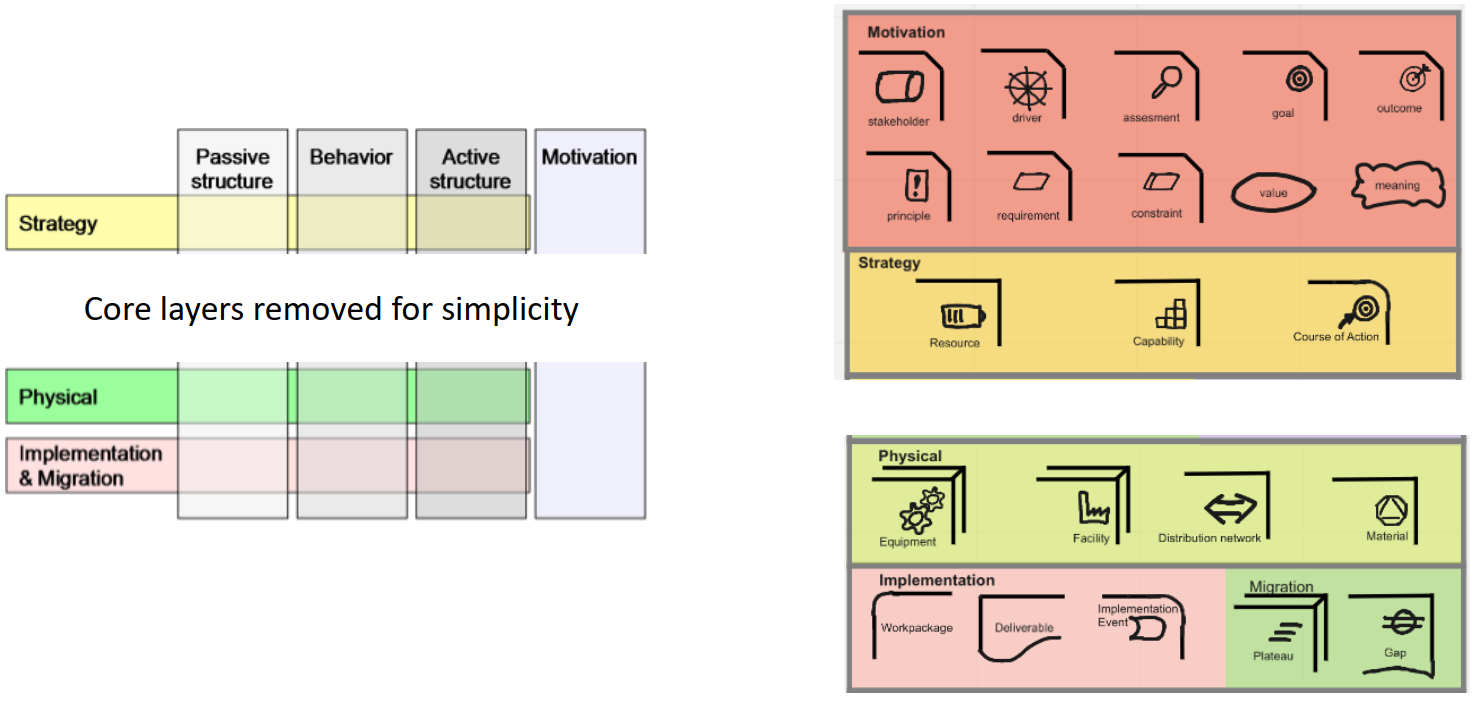 Passive
structure
Behavior
Active
structure
Motivation
Strategy
Core layers removed for simplicity
Physical
Implementation
& Migration
Motivation
stakeholder
driver
assesment
goal
outcome
principle
requirement
constraint
value
meaning
Strategy
Resource
Capability
Course of Action
Physical
Equipment
Facility
Distribution network
Material
Implementation
Workpackage
Deliverable
Implementation
Event
Migration
Plateau
Gap